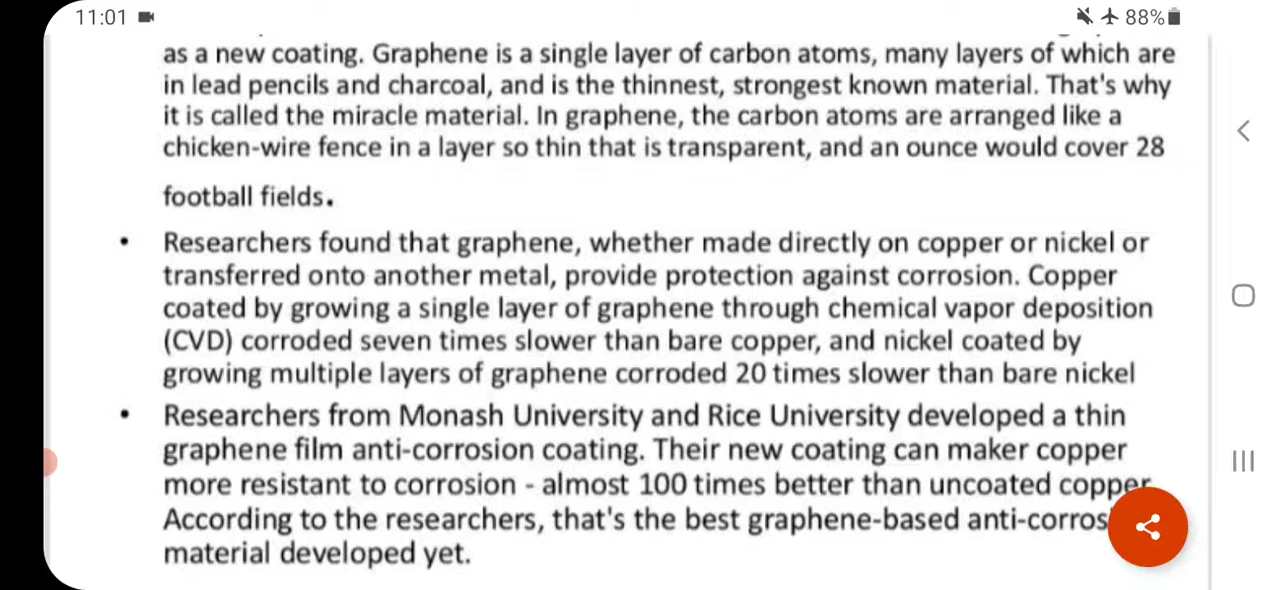 11:01
88%
as a new coating. Graphene is a single layer of carbon atoms, many layers of which are
in lead pencils and charcoal, and is the thinnest, strongest known material. That's why
it is called the miracle material. In graphene, the carbon atoms are arranged like a
chicken-wire fence in a layer so thin that is transparent, and an ounce would cover 28
football fields.
• Researchers found that graphene, whether made directly on copper or nickel or
transferred onto another metal, provide protection against corrosion. Copper
coated by growing a single layer of graphene through chemical vapor deposition
(CVD) corroded seven times slower than bare copper, and nickel coated by
growing multiple layers of graphene corroded 20 times slower than bare nickel
• Researchers from Monash University and Rice University developed a thin
graphene film anti-corrosion coating. Their new coating can maker copper
more resistant to corrosion - almost 100 times better than uncoated copper
According to the researchers, that's the best graphene-based anti-corros
material developed yet.